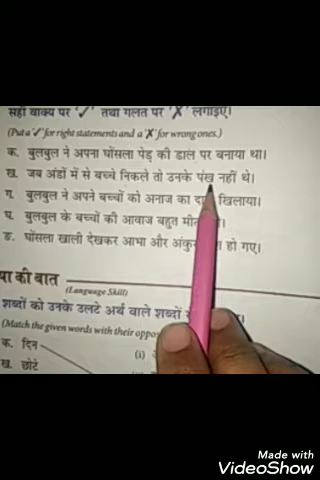 सही वाक्य पर '✓' तथा गलत पर 'X' लगाइए।
(Put a '✓' for right statements and a 'X' for wrong ones.)
क. बुलबुल ने अपना घोंसला पेड़ की डाल पर बनाया था।
ख. जब अंडों में से बच्चे निकले तो उनके पंख नहीं थे।
ग. बुलबुल ने अपने बच्चों को अनाज का खिलाया।
घ. बुलबुल के बच्चों की आवाज बहुत
ङ. घोंसला खाली देखकर आभा और हो गए।
की बात
(Language Skill)
शब्दों को उनके उलटे अर्थ वाले शब्दों
(Match the given words with their
क. दिन
(i)
ख. छोटे
Made with
VideoShow